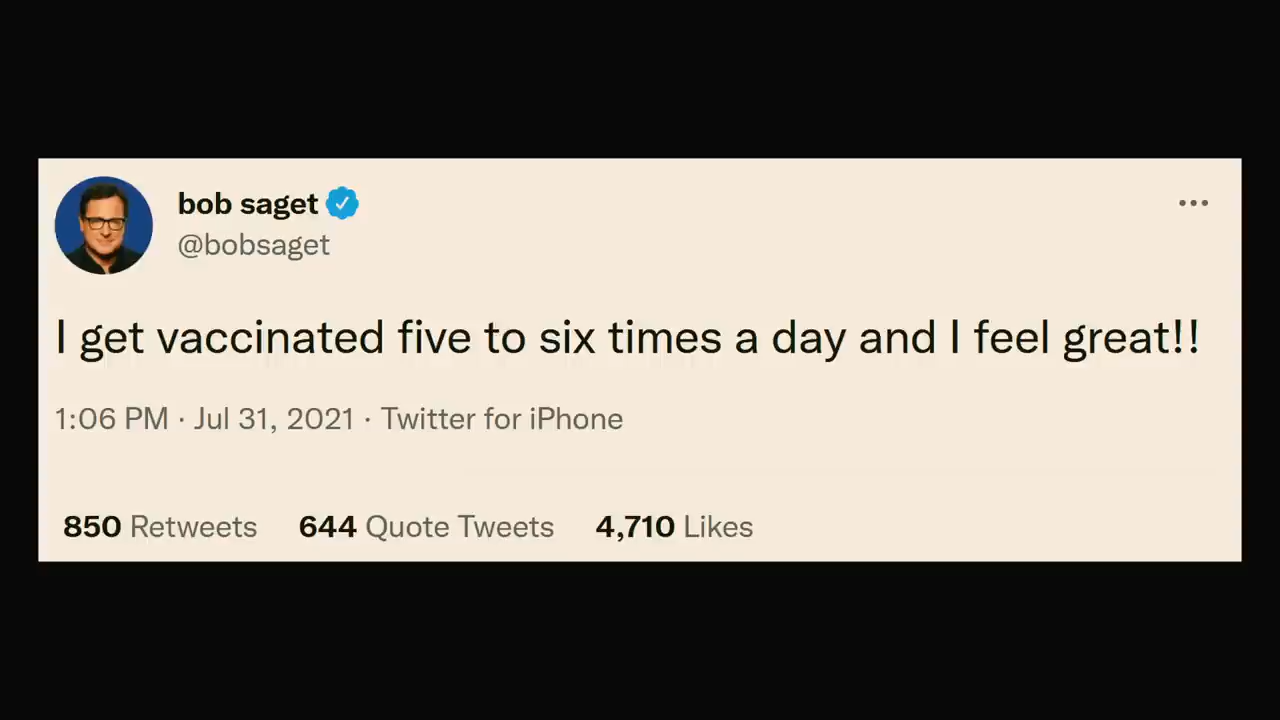 bob saget
@bobsaget
I get vaccinated five to six times a day and I feel great!!
1:06 PM · Jul 31, 2021 · Twitter for iPhone
850 Retweets 644 Quote Tweets 4,710 Likes